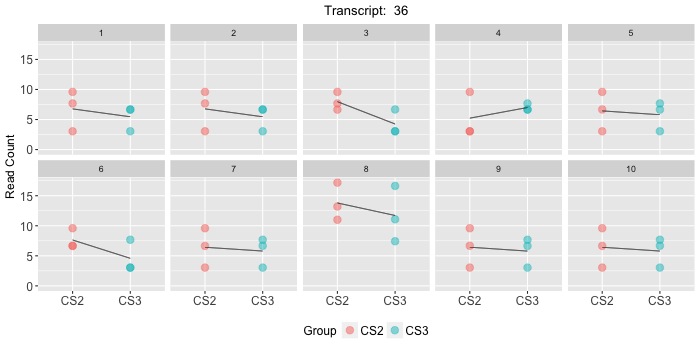 Transcript: 36
1 2 3 4 5
15
10
5
0
6 7 8 9 10
15
10
5
0
Read Count
CS2 CS3 CS2 CS3 CS2 CS3 CS2 CS3 CS2 CS3
Group CS2 CS3